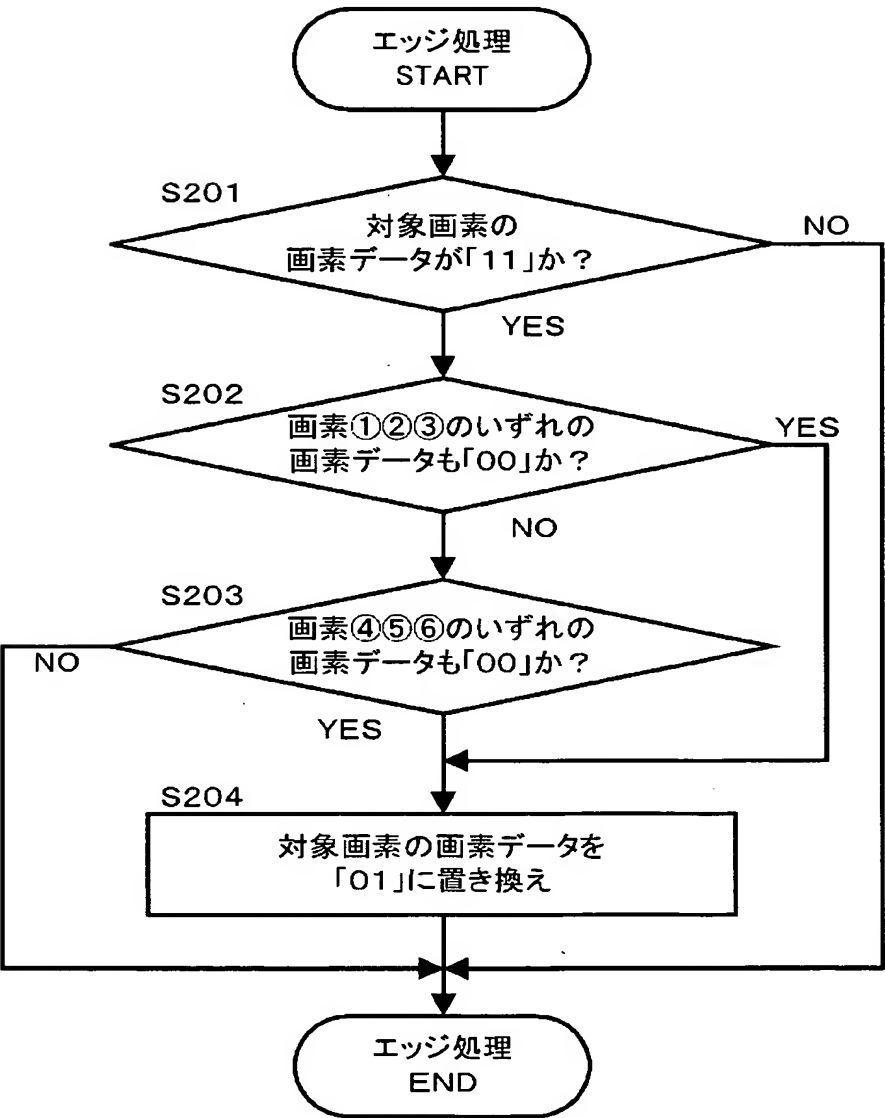 エッジ処理
START
S201
対象画素の
画素データが「11」か？
NO
YES
S202
画素①②③のいずれの
画素データも「00」か？
YES
NO
S203
画素④⑤⑥のいずれの
画素データも「00」か？
NO
YES
S204
対象画素の画素データを
「01」に置き換え
エッジ処理
END